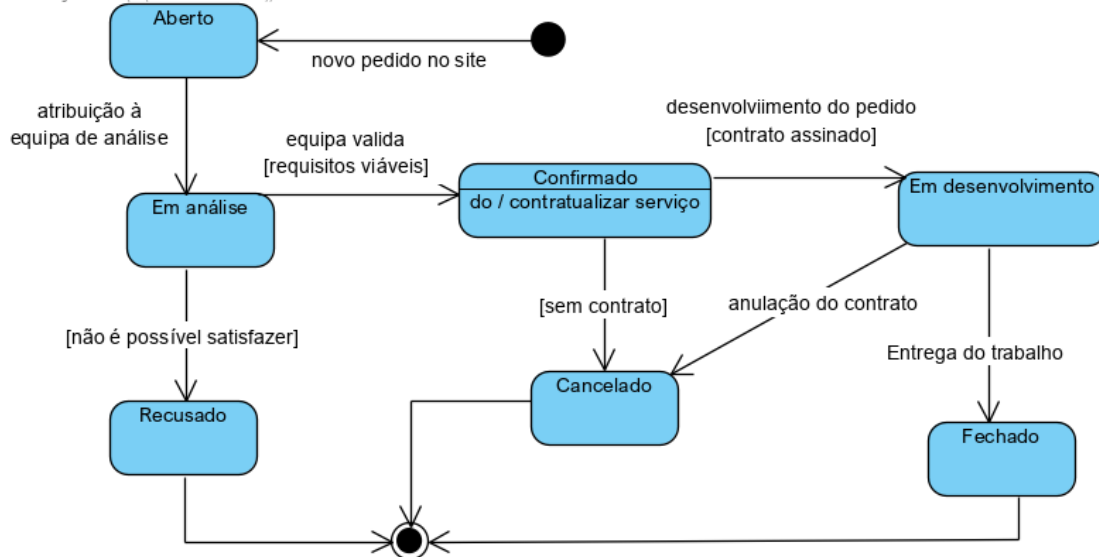 Aberto
novo pedido no site
atribuição à
equipa de análise
equipa valida
[requisitos viáveis]
desenvolviimento do pedido
[contrato assinado]
Em análise
Confirmado
do / contratualizar serviço
Em desenvolvimento
[não é possível satisfazer]
[sem contrato]
anulação do contrato
Entrega do trabalho
Recusado
Cancelado
Fechado